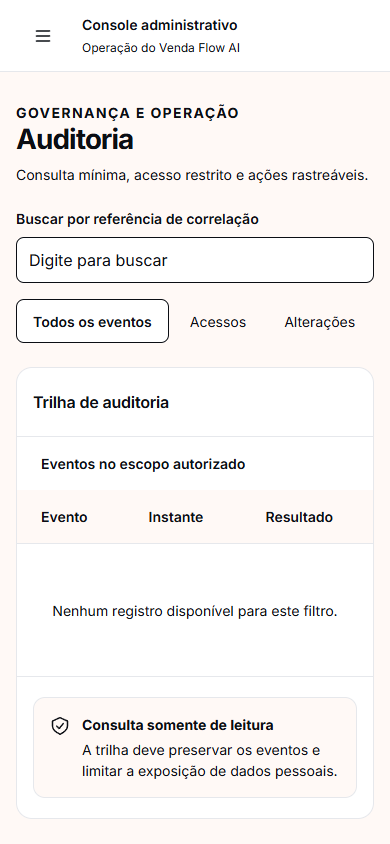 Console administrativo
Operação do Venda Flow AI
GOVERNANÇA E OPERAÇÃO
Auditoria
Consulta mínima, acesso restrito e ações rastreáveis.
Buscar por referência de correlação
Digite para buscar
Todos os eventos Acessos Alterações
Trilha de auditoria
Eventos no escopo autorizado
Evento Instante Resultado
Nenhum registro disponível para este filtro.
Consulta somente de leitura
A trilha deve preservar os eventos e
limitar a exposição de dados pessoais.